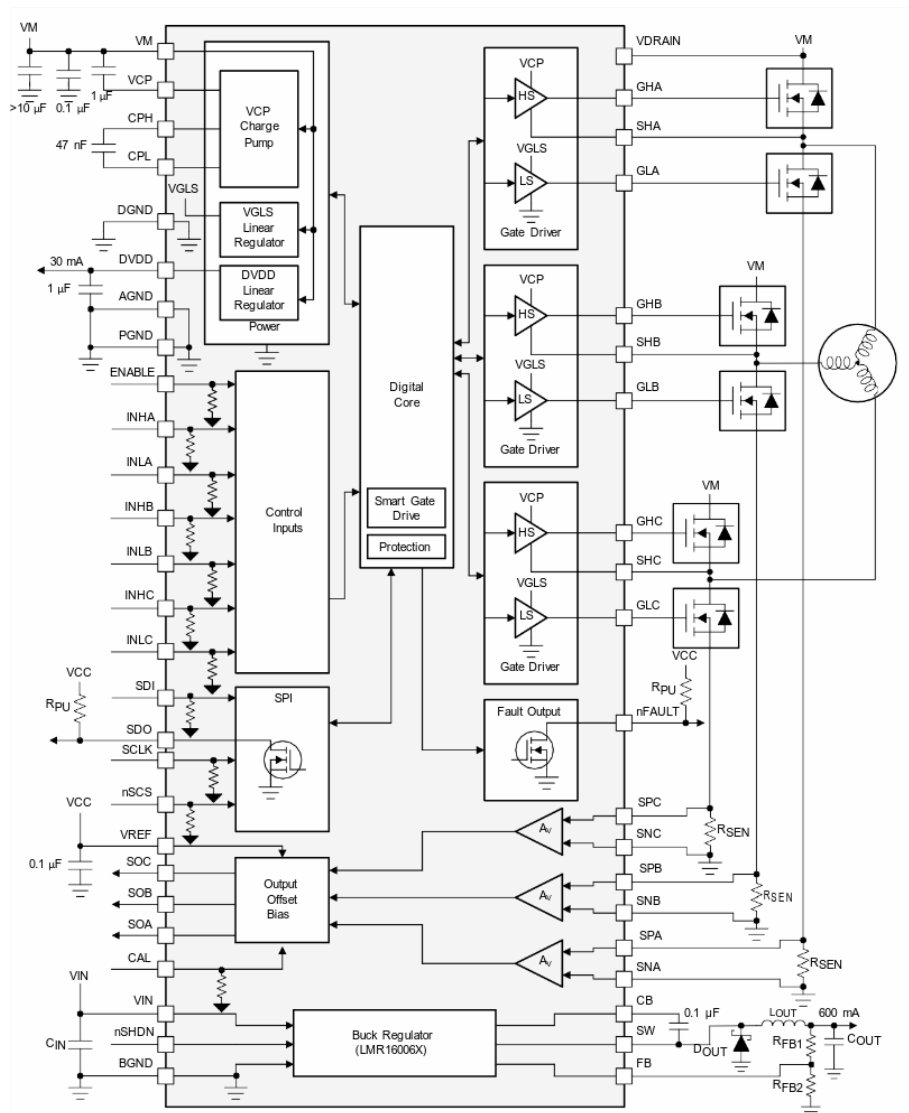 VM
VM
VDRAIN
VM
VCP
VCP
GHA
>10 µF
0.1 µF
1 µF
HS
CPH
VCP
Charge
Pump
SHA
47 nF
CPL
VGLS
GLA
VGLS
LS
DGND
VGLS
Linear
Regulator
Gate Driver
30 mA
DVDD
DVDD
Linear
Regulator
VCP
VM
1 µF
AGND
GHB
HS
Power
PGND
SHB
VGLS
ENABLE
Digital
Core
GLB
LS
INHA
Gate Driver
INLA
VCP
VM
INHB
Control
Inputs
Smart Gate
Drive
GHC
HS
Protection
SHC
INLB
VGLS
INHC
GLC
LS
INLC
Gate Driver
VCC
VCC
SDI
SPI
RPU
RPU
Fault Output
nFAULT
SDO
SCLK
nSCS
SPC
VCC
AV
RSEN
VREF
SNC
0.1 µF
SOC
Output
Offset
Bias
SPB
SOB
AV
RSEN
SNB
SOA
SPA
CAL
AV
RSEN
SNA
VIN
VIN
CB
0.1 µF
LOUT
600 mA
nSHDN
Buck Regulator
(LMR16006X)
SW
CIN
DOUT
RFB1
COUT
BGND
FB
RFB2